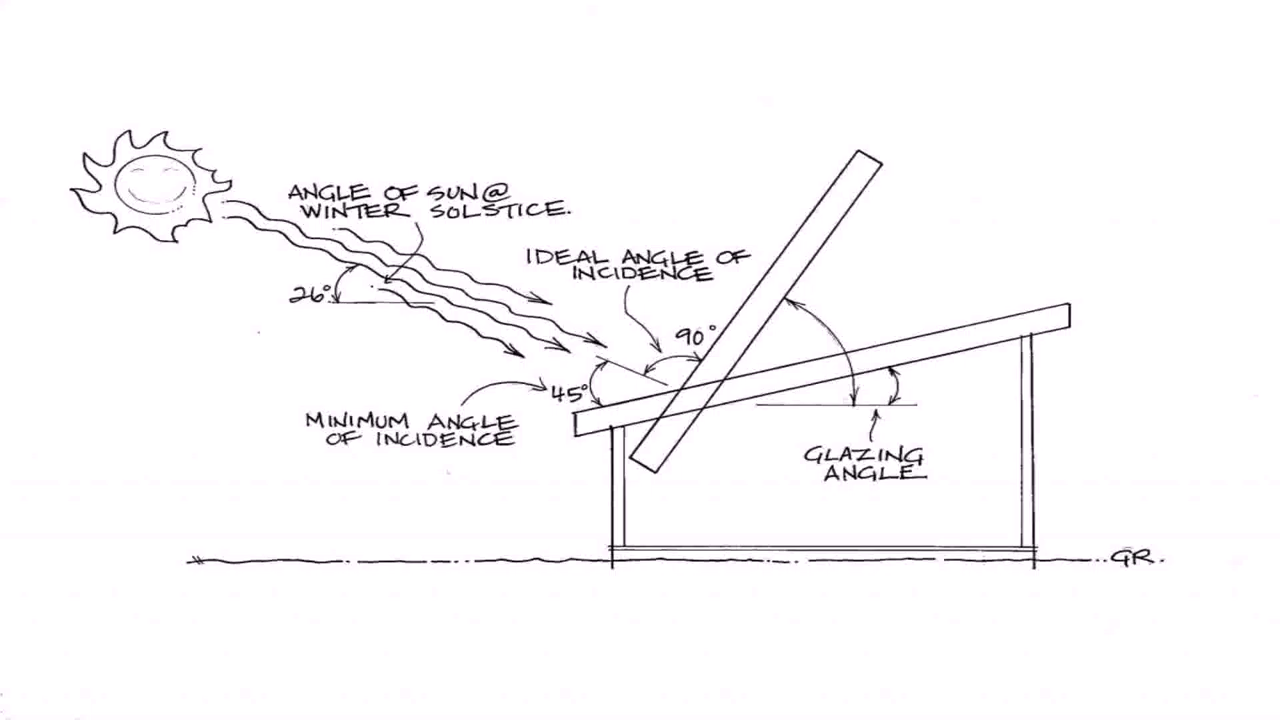 ANGLE OF SUN@
WINTER SOLSTICE.
IDEAL ANGLE OF
INCIDENCE
26°
90°
45°
MINIMUM ANGLE
OF INCIDENCE
GLAZING
ANGLE
GR.